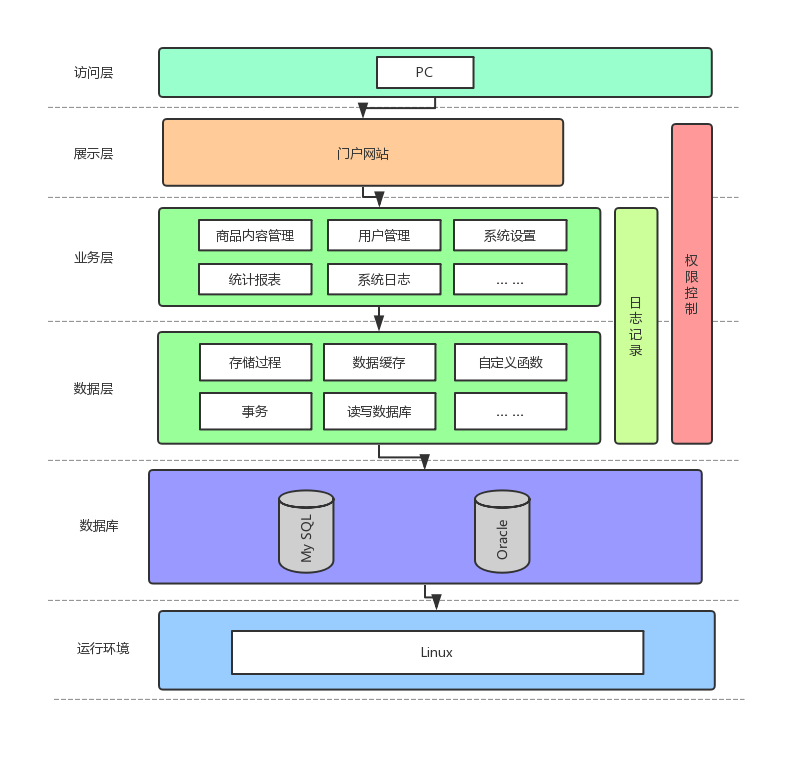 访问层
PC
展示层
门户网站
业务层
商品内容管理
用户管理
系统设置
统计报表
系统日志
... ...
数据层
存储过程
数据缓存
自定义函数
事务
读写数据库
... ...
日志记录
权限控制
数据库
My SQL
Oracle
运行环境
Linux